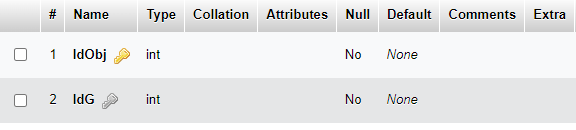 # Name Type Collation Attributes Null Default Comments Extra
1 IdObj int No None
2 IdG int No None